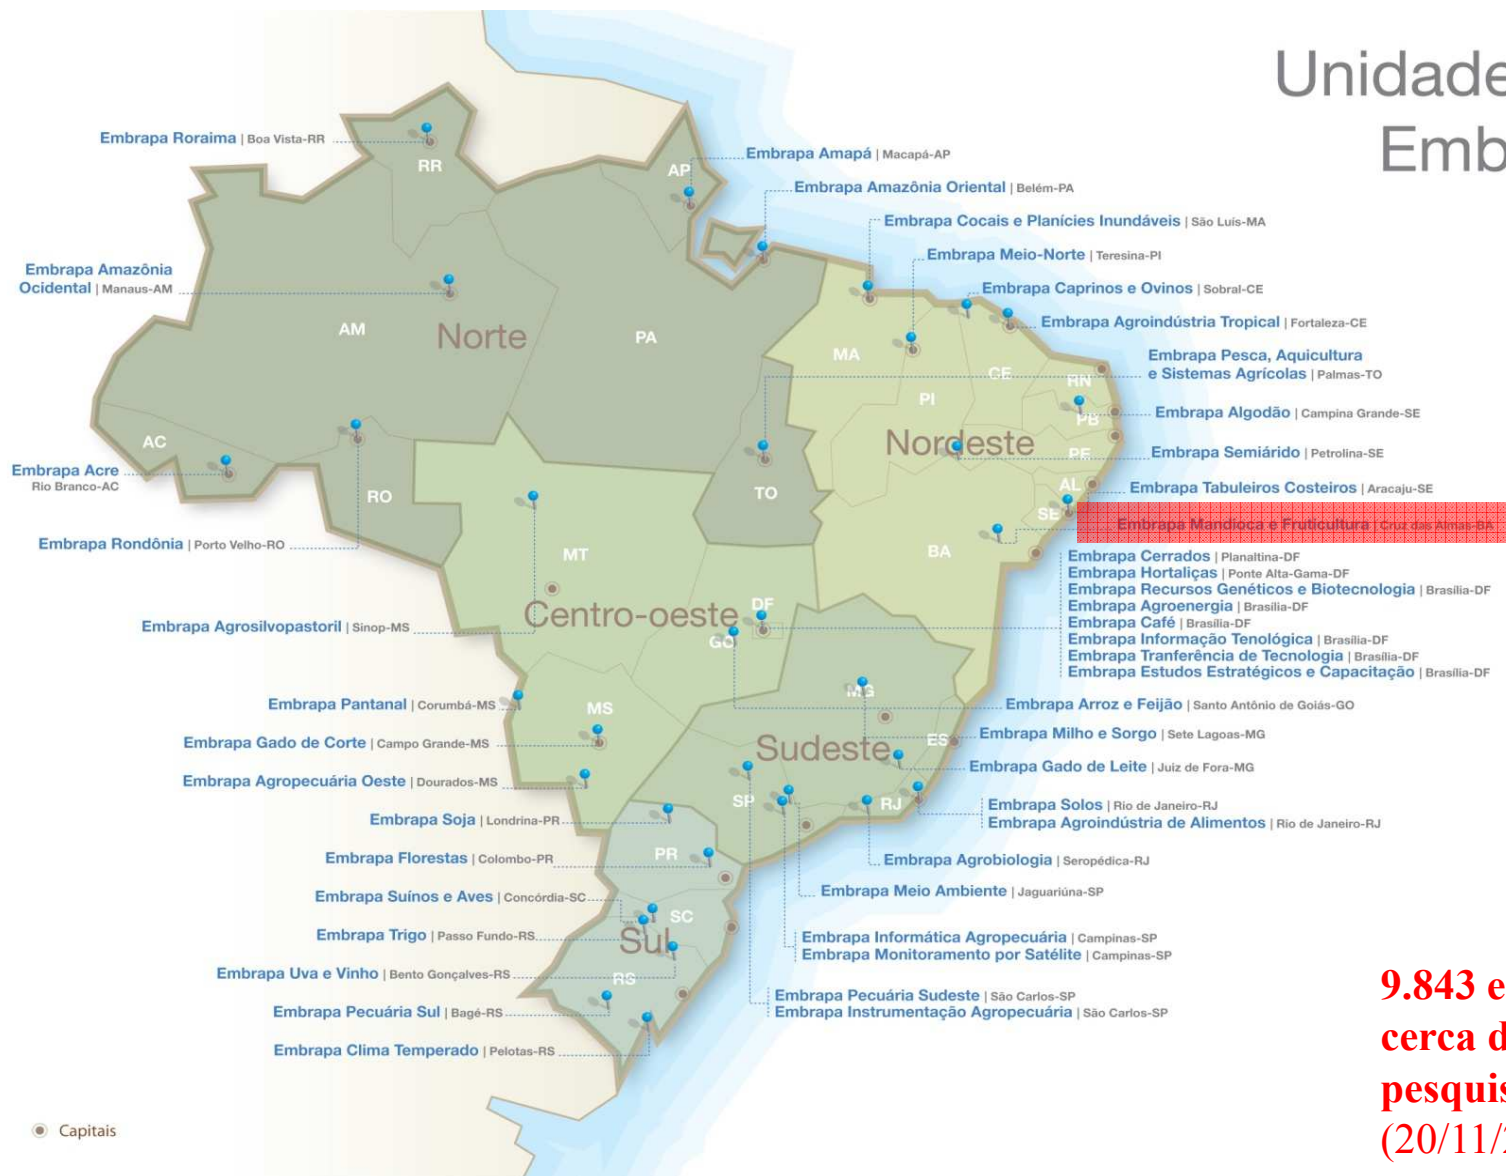 Unidade
Emb
Embrapa Roraima | Boa Vista-RR
Embrapa Amapá | Macapá-AP
Embrapa Amazônia Oriental | Belém-PA
Embrapa Cocais e Planícies Inundáveis | São Luís-MA
Embrapa Meio-Norte | Teresina-PI
Embrapa Amazônia
Ocidental | Manaus-AM
Embrapa Caprinos e Ovinos | Sobral-CE
Embrapa Agroindústria Tropical | Fortaleza-CE
Embrapa Pesca, Aquicultura
e Sistemas Agrícolas | Palmas-TO
Embrapa Algodão | Campina Grande-SE
Embrapa Semiárido | Petrolina-SE
Embrapa Acre
Rio Branco-AC
Embrapa Tabuleiros Costeiros | Aracaju-SE
Embrapa Mandioca e Fruticultura | Cruz das Almas-BA
Embrapa Rondônia | Porto Velho-RO
Embrapa Cerrados | Planaltina-DF
Embrapa Hortaliças | Ponte Alta-Gama-DF
Embrapa Recursos Genéticos e Biotecnologia | Brasília-DF
Embrapa Agroenergia | Brasília-DF
Embrapa Café | Brasília-DF
Embrapa Informação Tenológica | Brasília-DF
Embrapa Tranferência de Tecnologia | Brasília-DF
Embrapa Estudos Estratégicos e Capacitação | Brasília-DF
Embrapa Agrosilvopastoril | Sinop-MS
Embrapa Pantanal | Corumbá-MS
Embrapa Arroz e Feijão | Santo Antônio de Goiás-GO
Embrapa Gado de Corte | Campo Grande-MS
Embrapa Milho e Sorgo | Sete Lagoas-MG
Embrapa Gado de Leite | Juiz de Fora-MG
Embrapa Agropecuária Oeste | Dourados-MS
Embrapa Solos | Rio de Janeiro-RJ
Embrapa Agroindústria de Alimentos | Rio de Janeiro-RJ
Embrapa Soja | Londrina-PR
Embrapa Florestas | Colombo-PR
Embrapa Agrobiologia | Seropédica-RJ
Embrapa Meio Ambiente | Jaguariúna-SP
Embrapa Suínos e Aves | Concórdia-SC
Embrapa Trigo | Passo Fundo-RS
Embrapa Informática Agropecuária | Campinas-SP
Embrapa Monitoramento por Satélite | Campinas-SP
Embrapa Uva e Vinho | Bento Gonçalves-RS
Embrapa Pecuária Sudeste | São Carlos-SP
Embrapa Instrumentação Agropecuária | São Carlos-SP
Embrapa Pecuária Sul | Bagé-RS
Embrapa Clima Temperado | Pelotas-RS
RR
AP
AM
Norte
PA
MA
CE
RN
PI
PB
Nordeste
PE
AC
AL
RO
TO
SE
MT
BA
Centro-oeste
DF
GO
MG
MS
Sudeste
ES
SP
RJ
PR
SC
Sul
RS
9.843 e
cerca d
pesquis
(20/11/2
Capitais